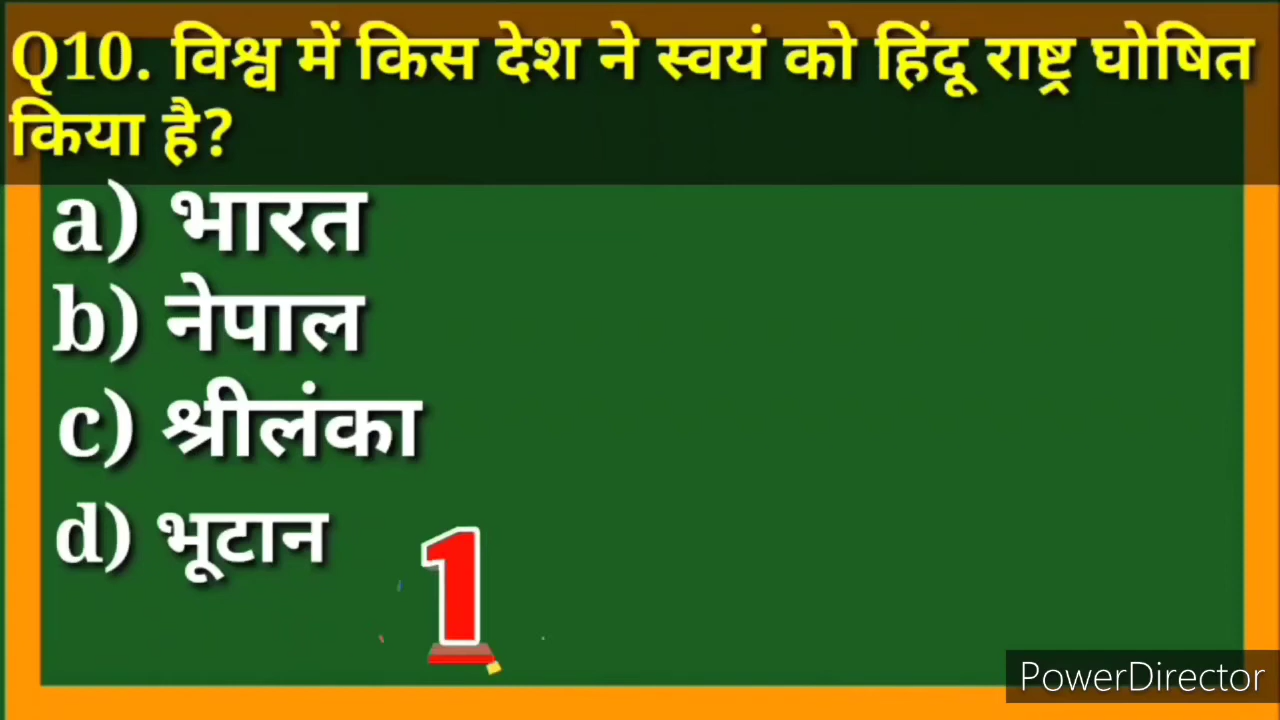 Q10. विश्व में किस देश ने स्वयं को हिंदू राष्ट्र घोषित
किया है?
a) भारत
b) नेपाल
c) श्रीलंका
d) भूटान
1
PowerDirector